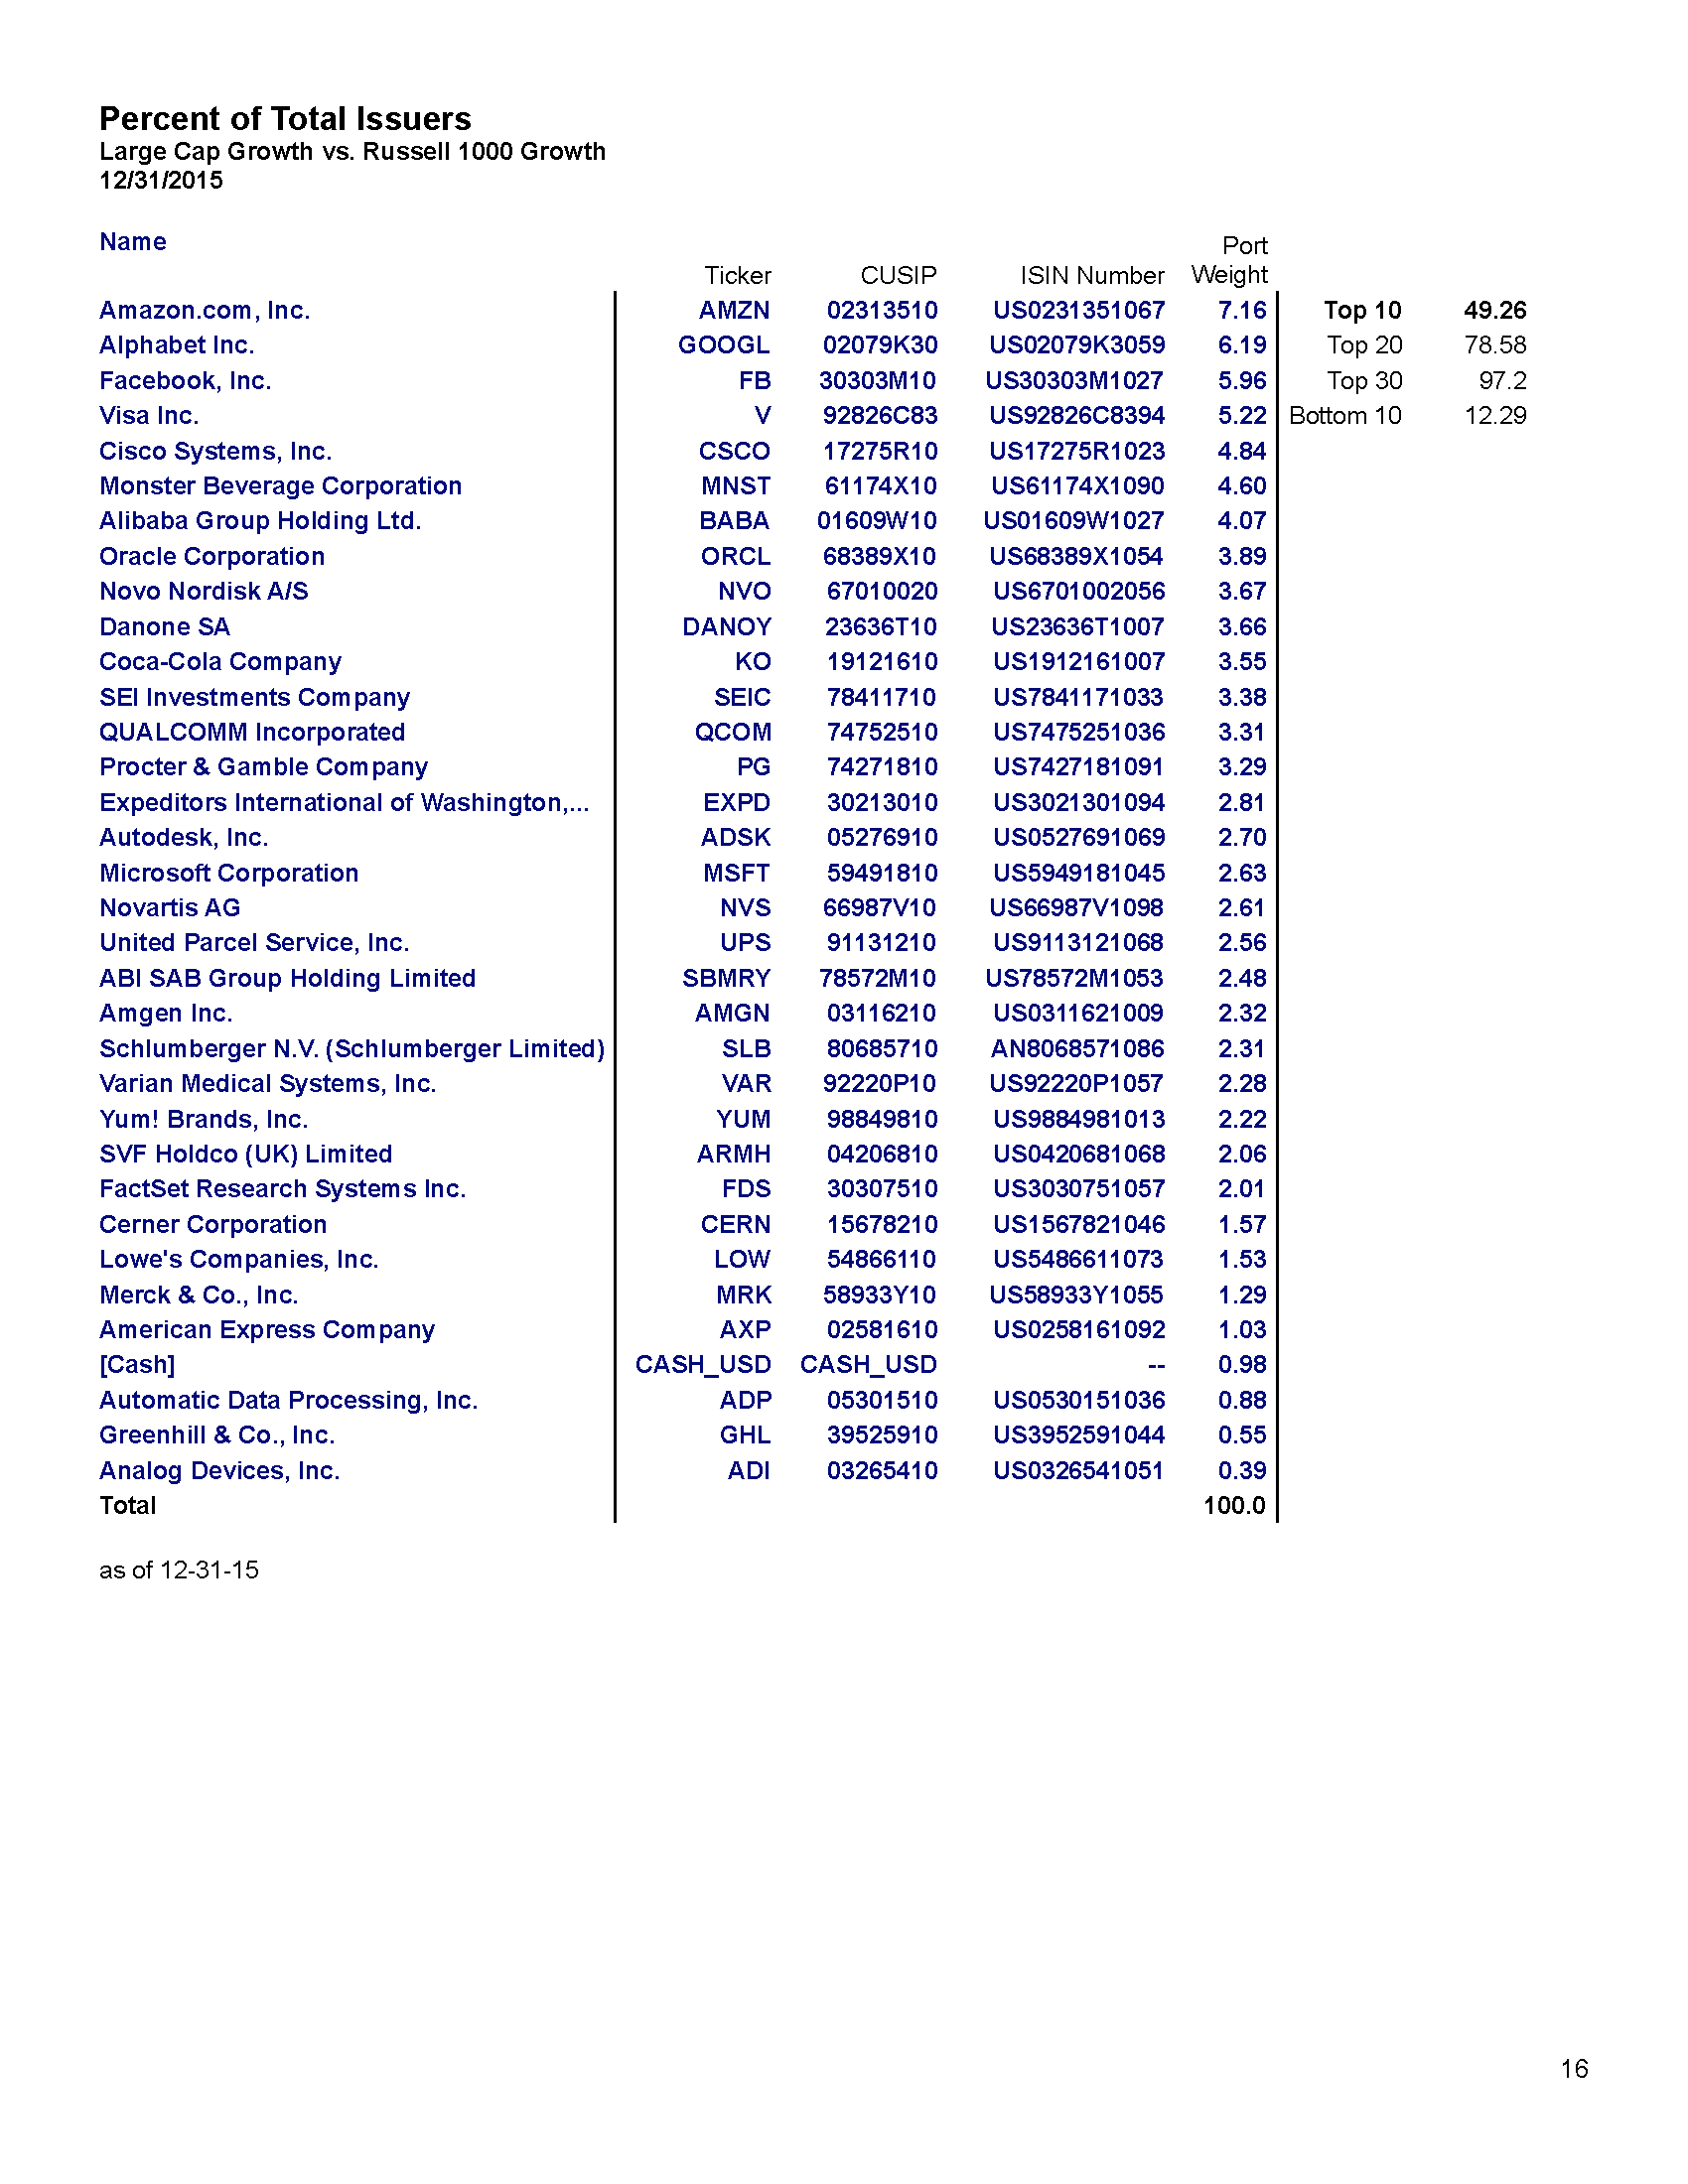 Percent of Total Issuers
Large Cap Growth vs. Russell 1000 Growth
12/31/2015
Name Ticker CUSIP ISIN Number Port Weight
Amazon.com, Inc. AMZN 02313510 US0231351067 7.16 Top 10 49.26
Alphabet Inc. GOOGL 02079K30 US02079K3059 6.19 Top 20 78.58
Facebook, Inc. FB 30303M10 US30303M1027 5.96 Top 30 97.2
Visa Inc. V 92826C83 US92826C8394 5.22 Bottom 10 12.29
Cisco Systems, Inc. CSCO 17275R10 US17275R1023 4.84
Monster Beverage Corporation MNST 61174X10 US61174X1090 4.60
Alibaba Group Holding Ltd. BABA 01609W10 US01609W1027 4.07
Oracle Corporation ORCL 68389X10 US68389X1054 3.89
Novo Nordisk A/S NVO 67010020 US6701002056 3.67
Danone SA DANOY 23636T10 US23636T1007 3.66
Coca-Cola Company KO 19121610 US1912161007 3.55
SEI Investments Company SEIC 78411710 US7841171033 3.38
QUALCOMM Incorporated QCOM 74752510 US7475251036 3.31
Procter & Gamble Company PG 74271810 US7427181091 3.29
Expeditors International of Washington,... EXPD 30213010 US3021301094 2.81
Autodesk, Inc. ADSK 05276910 US0527691069 2.70
Microsoft Corporation MSFT 59491810 US5949181045 2.63
Novartis AG NVS 66987V10 US66987V1098 2.61
United Parcel Service, Inc. UPS 91131210 US9113121068 2.56
ABI SAB Group Holding Limited SBMRY 78572M10 US78572M1053 2.48
Amgen Inc. AMGN 03116210 US0311621009 2.32
Schlumberger N.V. (Schlumberger Limited) SLB 80685710 AN8068571086 2.31
Varian Medical Systems, Inc. VAR 92220P10 US92220P1057 2.28
Yum! Brands, Inc. YUM 98849810 US9884981013 2.22
SVF Holdco (UK) Limited ARMH 04206810 US0420681068 2.06
FactSet Research Systems Inc. FDS 30307510 US3030751057 2.01
Cerner Corporation CERN 15678210 US1567821046 1.57
Lowe's Companies, Inc. LOW 54866110 US5486611073 1.53
Merck & Co., Inc. MRK 58933Y10 US58933Y1055 1.29
American Express Company AXP 02581610 US0258161092 1.03
[Cash] CASH_USD CASH_USD -- 0.98
Automatic Data Processing, Inc. ADP 05301510 US0530151036 0.88
Greenhill & Co., Inc. GHL 39525910 US3952591044 0.55
Analog Devices, Inc. ADI 03265410 US0326541051 0.39
Total 100.0
as of 12-31-15
16